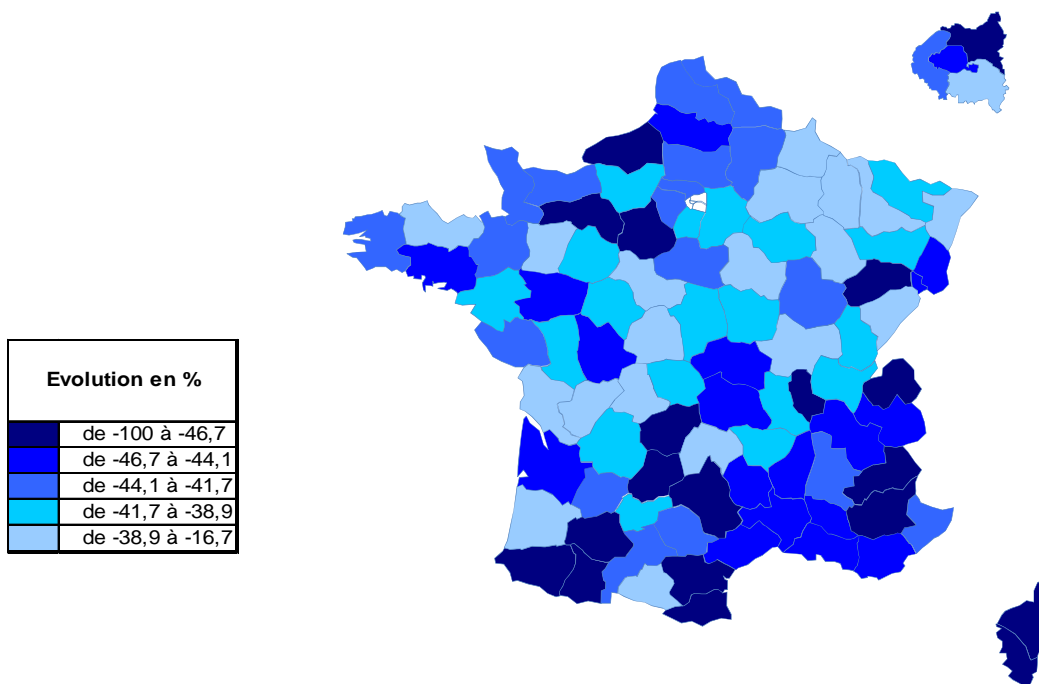 Evolution en %
de -100 à -46,7
de -46,7 à -44,1
de -44,1 à -41,7
de -41,7 à -38,9
de -38,9 à -16,7